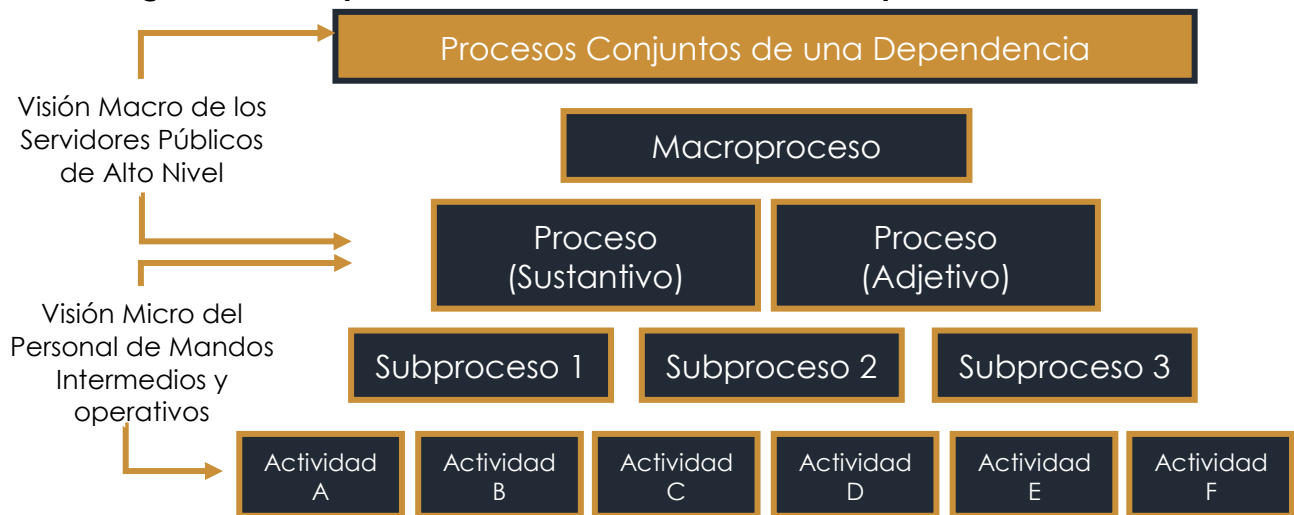 Procesos Conjuntos de una Dependencia
Visión Macro de los
Servidores Públicos
de Alto Nivel
Macroproceso
Proceso
(Sustantivo)
Proceso
(Adjetivo)
Visión Micro del
Personal de Mandos
Intermedios y
operativos
Subproceso 1
Subproceso 2
Subproceso 3
Actividad
A
Actividad
B
Actividad
C
Actividad
D
Actividad
E
Actividad
F